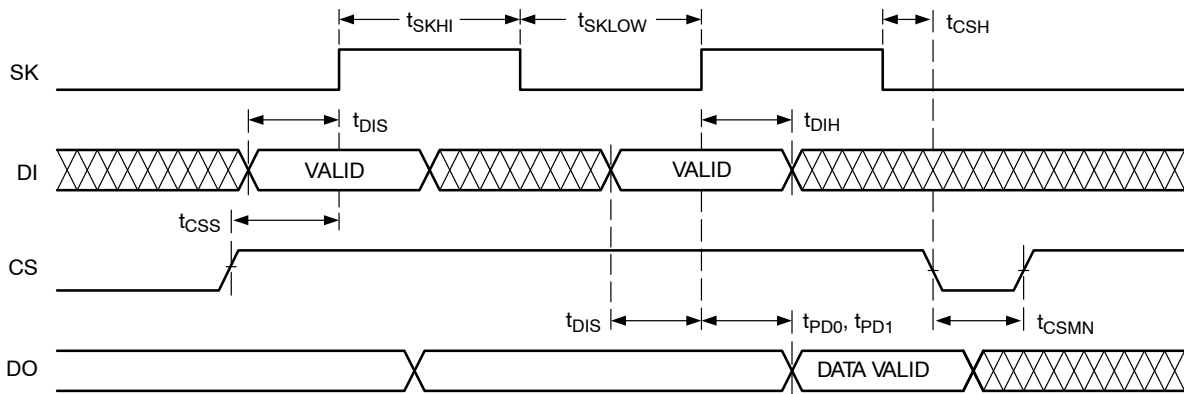 tSKHI tSKLOW tCSH
SK
tDIS tDIH
DI VALID VALID
tCSS
CS
tDIS tPD0, tPD1 tCSMN
DO DATA VALID